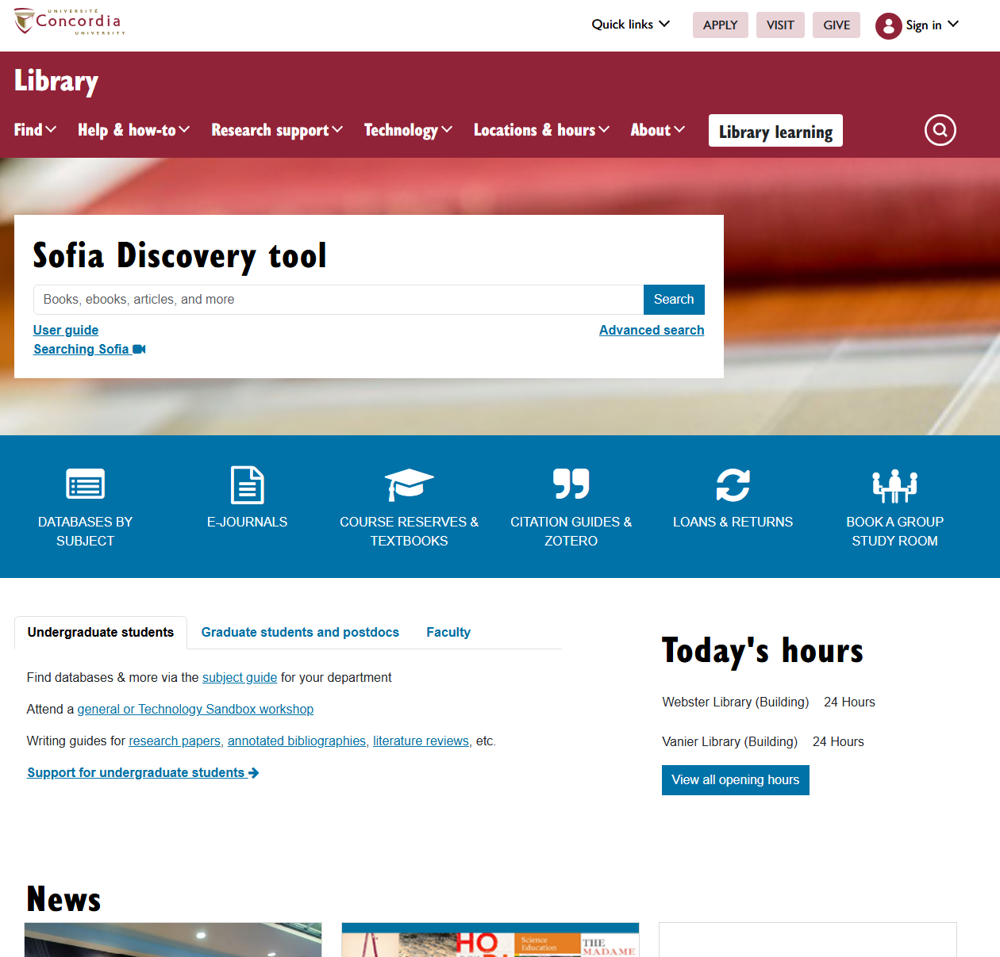 UNIVERSITÉ
Concordia
UNIVERSITY
Quick links
APPLY
VISIT
GIVE
Sign in
Library
Find
Help & how-to
Research support
Technology
Locations & hours
About
Library learning
Sofia Discovery tool
Books, ebooks, articles, and more
Search
User guide
Advanced search
Searching Sofia
DATABASES BY
SUBJECT
E-JOURNALS
COURSE RESERVES &
TEXTBOOKS
CITATION GUIDES &
ZOTERO
LOANS & RETURNS
BOOK A GROUP
STUDY ROOM
Undergraduate students
Graduate students and postdocs
Faculty
Find databases & more via the subject guide for your department
Attend a general or Technology Sandbox workshop
Writing guides for research papers, annotated bibliographies, literature reviews, etc.
Support for undergraduate students
Today's hours
Webster Library (Building) 24 Hours
Vanier Library (Building) 24 Hours
View all opening hours
News
HO
Science
Education
THE
MADAME